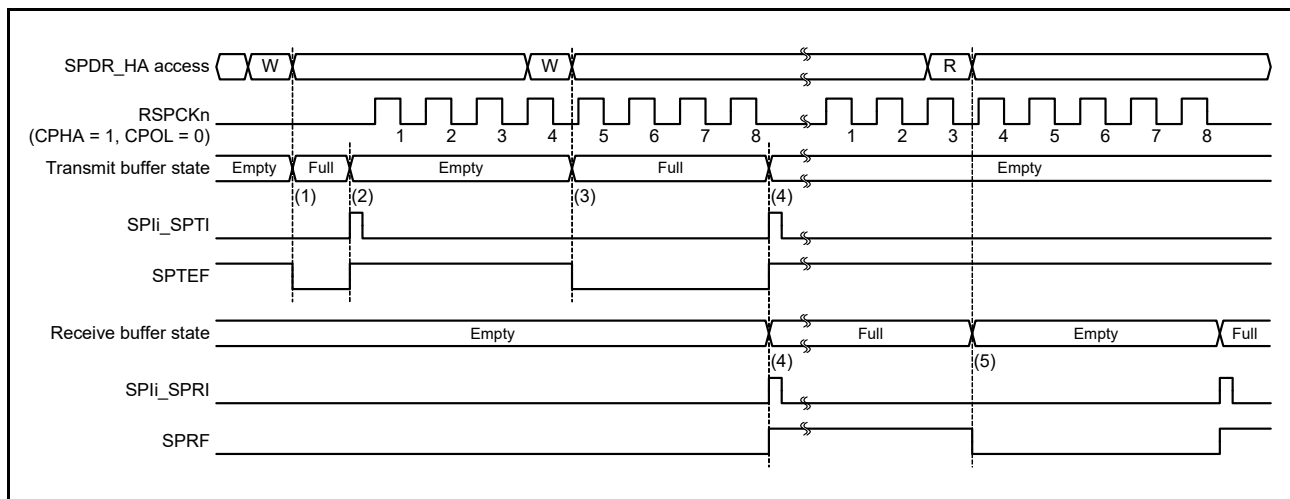 SPDR_HA access W W R
RSPCKn
(CPHA = 1, CPOL = 0)
1 2 3 4 5 6 7 8 1 2 3 4 5 6 7 8
Transmit buffer state Empty Full Empty Full Empty
(1) (2) (3) (4)
SPIi_SPTI
SPTEF
Receive buffer state Empty Full Empty Full
(4) (5)
SPIi_SPRI
SPRF